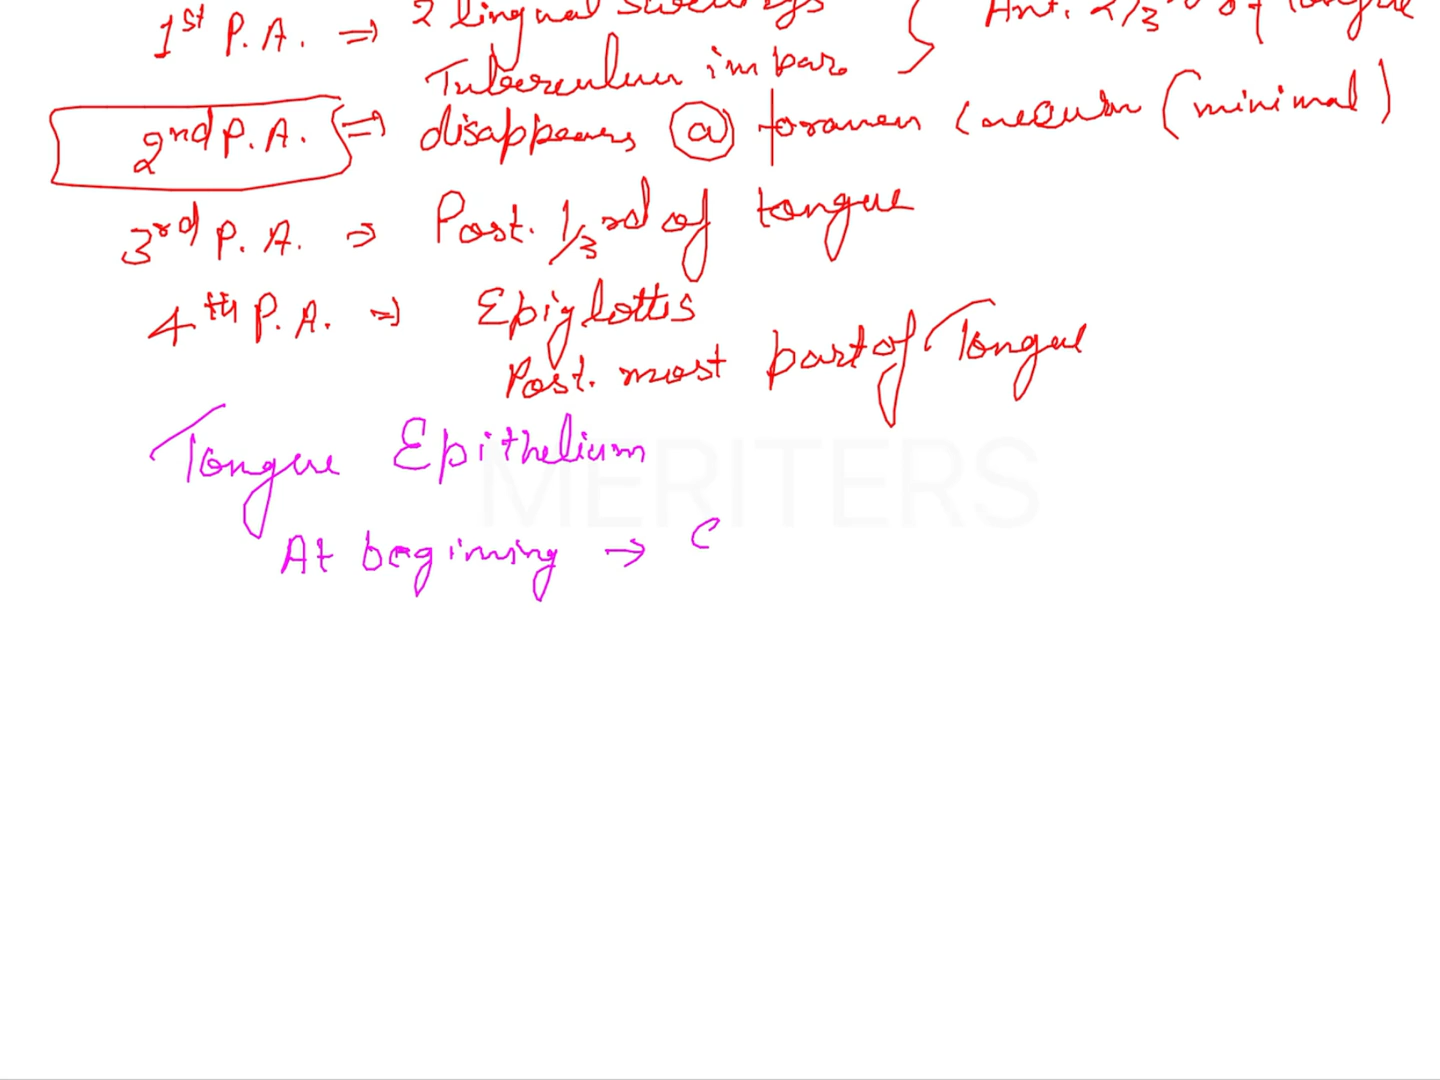 1st P.A. ⇒ 2 lingual swellings } Ant. 2/3rd of Tongue
Tuberculum impar
2nd P.A. ⇒ disappears @ foramen caecum (minimal)
3rd P.A. ⇒ Post. 1/3rd of tongue
4th P.A. ⇒ Epiglottis
Post. most part of Tongue
Tongue Epithelium
MERITERS
At begining → C